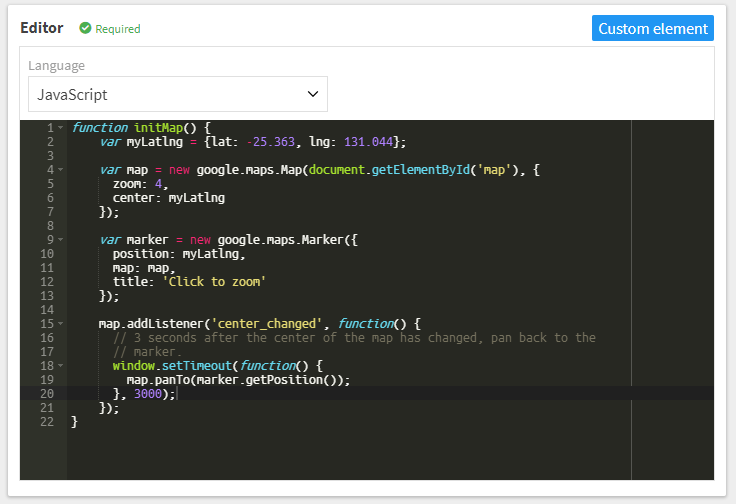 Editor Required Custom element
Language
JavaScript
1 function initMap() {
2     var myLatlng = {lat: -25.363, lng: 131.044};
3
4     var map = new google.maps.Map(document.getElementById('map'), {
5       zoom: 4,
6       center: myLatlng
7     });
8
9     var marker = new google.maps.Marker({
10       position: myLatlng,
11       map: map,
12       title: 'Click to zoom'
13     });
14
15     map.addListener('center_changed', function() {
16       // 3 seconds after the center of the map has changed, pan back to the
17       // marker.
18       window.setTimeout(function() {
19         map.panTo(marker.getPosition());
20       }, 3000);
21     });
22 }